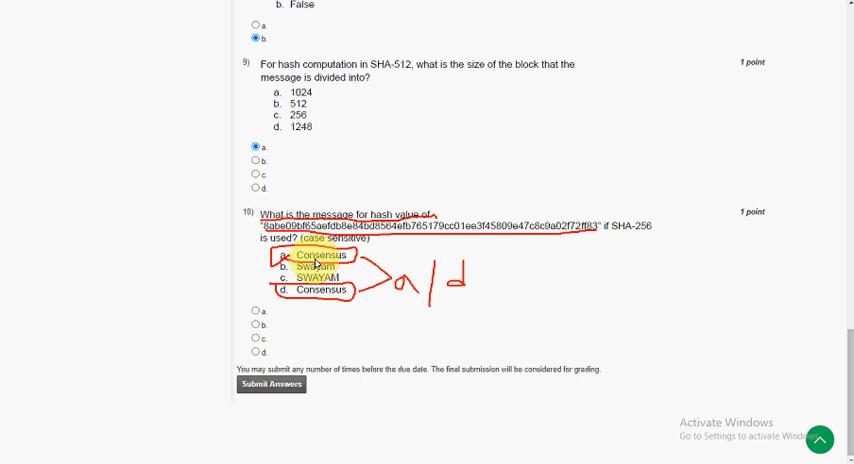 b. False
a.
b.
9) For hash computation in SHA-512, what is the size of the block that the 1 point
message is divided into?
a. 1024
b. 512
c. 256
d. 1248
a.
b.
c.
d.
10) What is the message for hash value of 1 point
"8abe09bf65aefdb8e84bd8564efb765179cc01ee3f45809e47c8c9a02f72ff83" if SHA-256
is used? (case sensitive)
a. Consensus
b. Swayam
c. SWAYAM
d. Consensus
a / d
a.
b.
c.
d.
You may submit any number of times before the due date. The final submission will be considered for grading.
Submit Answers
Activate Windows
Go to Settings to activate Windows